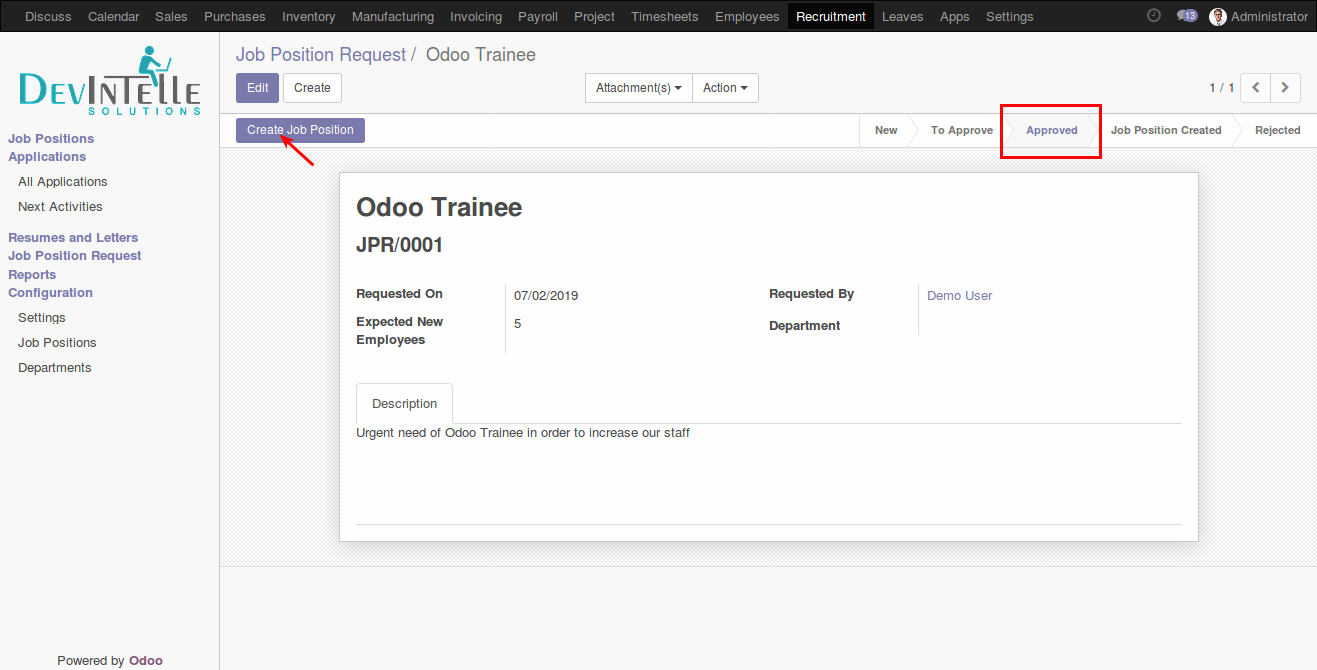 Discuss Calendar Sales Purchases Inventory Manufacturing Invoicing Payroll Project Timesheets Employees Recruitment Leaves Apps Settings 13 Administrator
DEVINTELLE
SOLUTIONS
Job Positions
Applications
All Applications
Next Activities
Resumes and Letters
Job Position Request
Reports
Configuration
Settings
Job Positions
Departments
Powered by Odoo
Job Position Request / Odoo Trainee
Edit Create Attachment(s) Action 1 / 1
Create Job Position New To Approve Approved Job Position Created Rejected
Odoo Trainee
JPR/0001
Requested On 07/02/2019 Requested By Demo User
Expected New Employees 5 Department
Description
Urgent need of Odoo Trainee in order to increase our staff